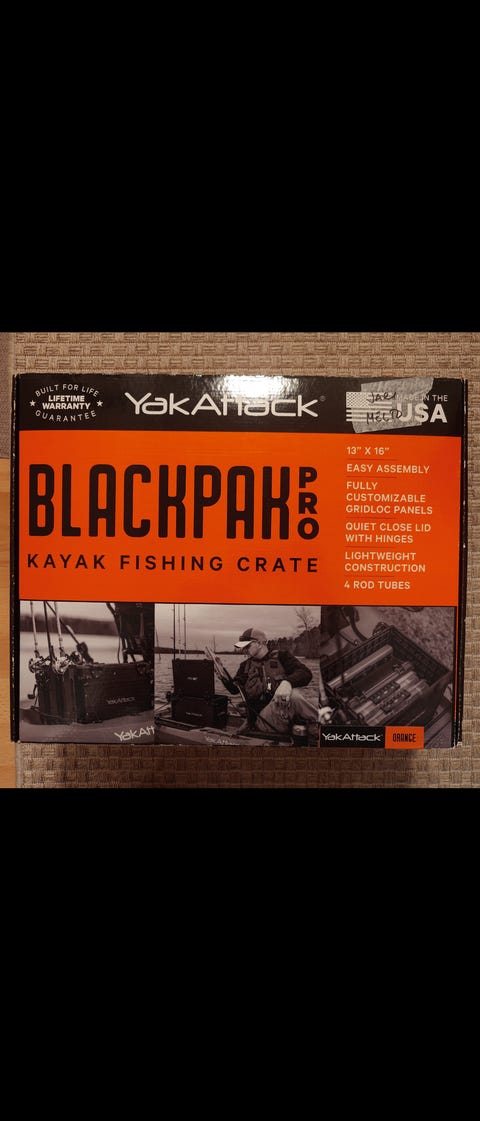 BUILT FOR LIFE
LIFETIME
WARRANTY
GUARANTEE
YakAttack®
MADE IN THE
USA
BLACKPAK PRO
KAYAK FISHING CRATE
13" X 16"
EASY ASSEMBLY
FULLY
CUSTOMIZABLE
GRIDLOC PANELS
QUIET CLOSE LID
WITH HINGES
LIGHTWEIGHT
CONSTRUCTION
4 ROD TUBES
YakAttack
YakAtt
YakAttack
ORANGE